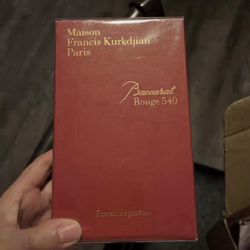 Maison
Francis Kurkdjian
Paris
Baccarat
Rouge 540
Extrait de parfum